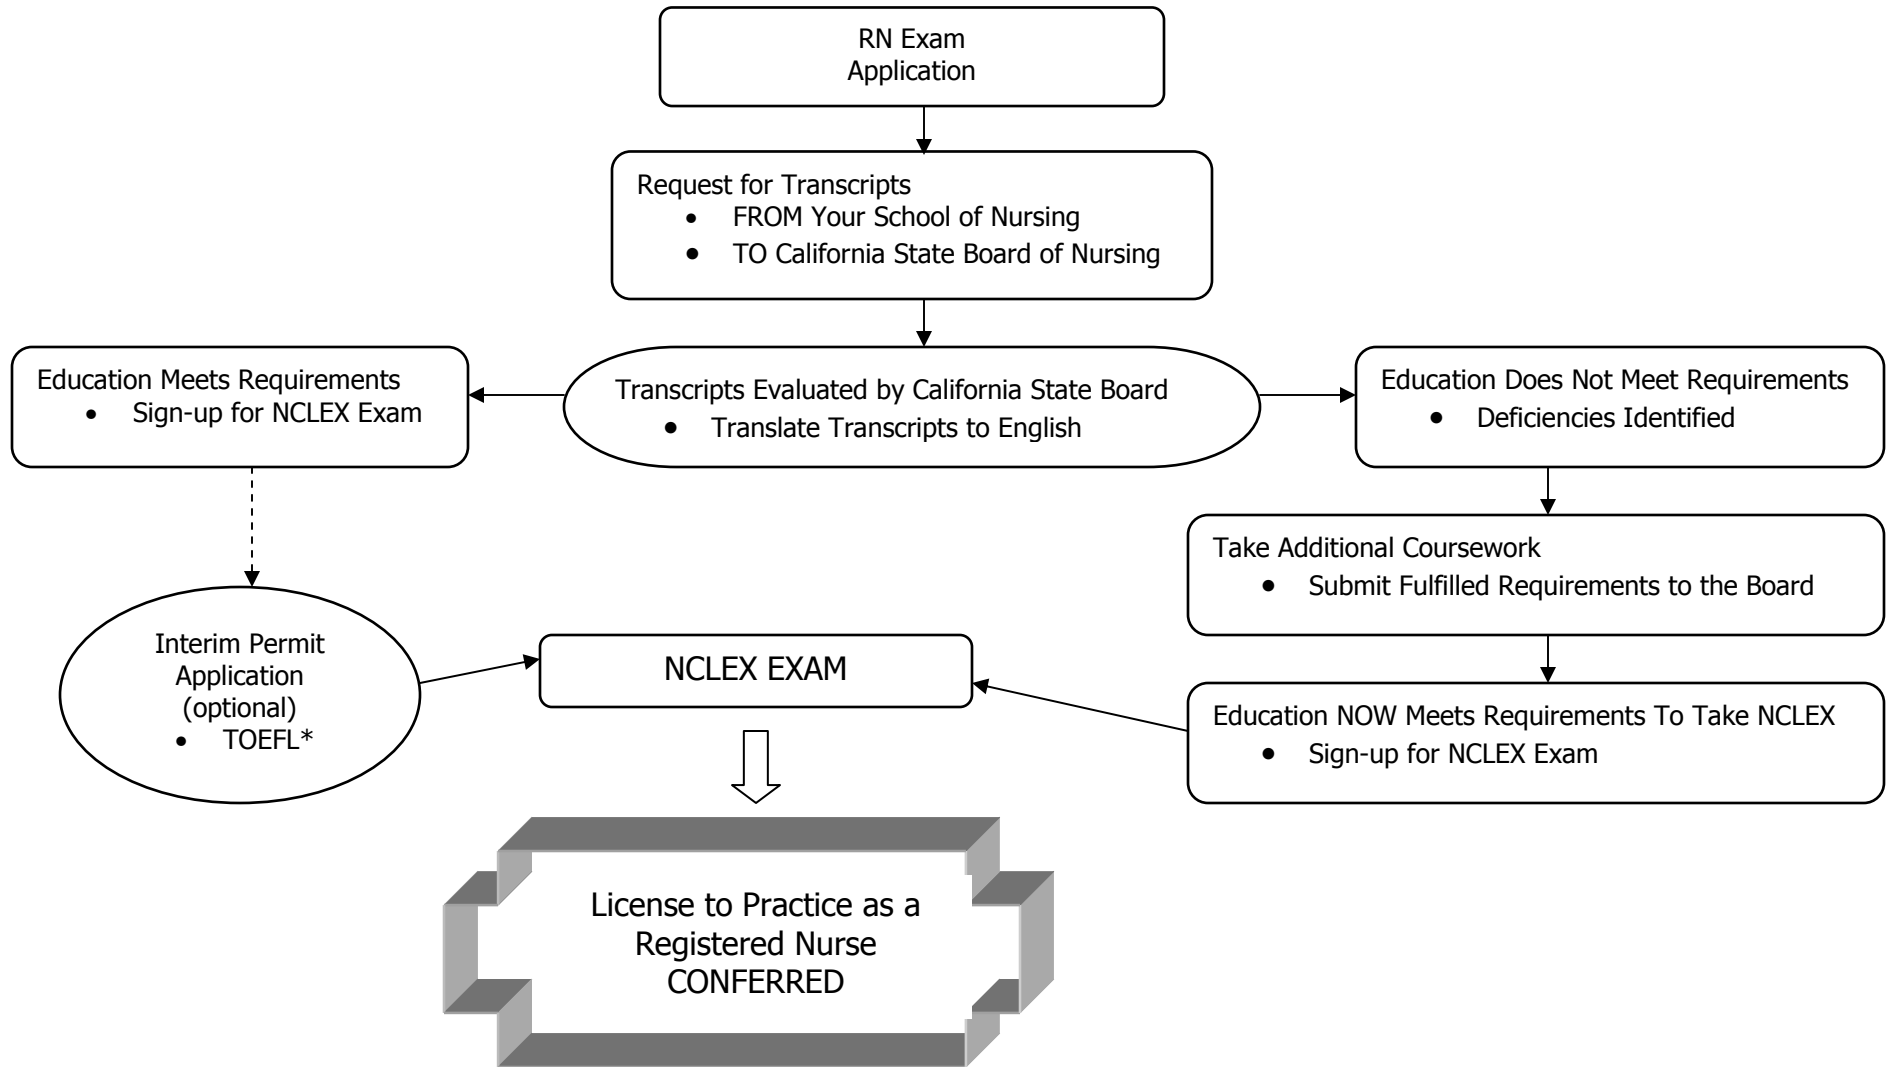 RN Exam
Application
Request for Transcripts
• FROM Your School of Nursing
• TO California State Board of Nursing
Education Meets Requirements
• Sign-up for NCLEX Exam
Transcripts Evaluated by California State Board
• Translate Transcripts to English
Education Does Not Meet Requirements
• Deficiencies Identified
Take Additional Coursework
• Submit Fulfilled Requirements to the Board
Interim Permit
Application
(optional)
• TOEFL*
NCLEX EXAM
Education NOW Meets Requirements To Take NCLEX
• Sign-up for NCLEX Exam
License to Practice as a
Registered Nurse
CONFERRED